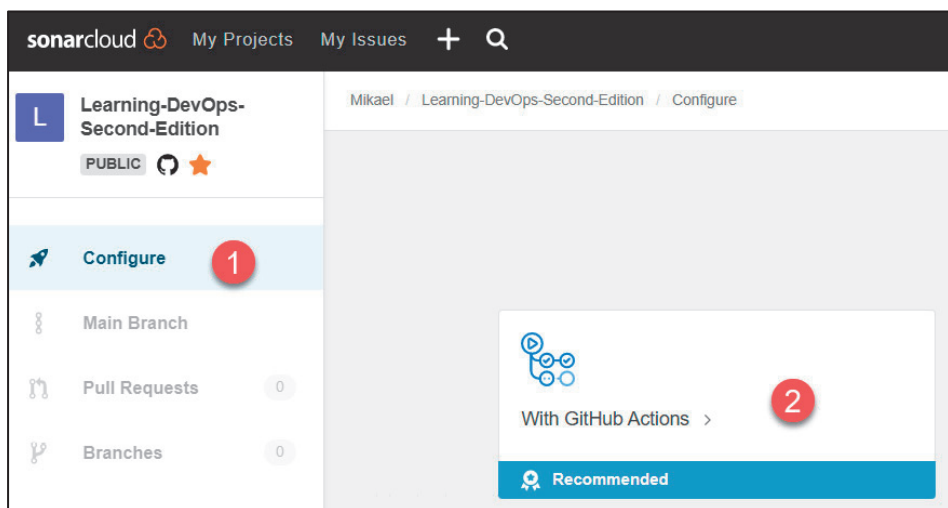 sonarcloud My Projects My Issues
L
Learning-DevOps-
Second-Edition
PUBLIC
Mikael / Learning-DevOps-Second-Edition / Configure
Configure 1
Main Branch
Pull Requests 0
Branches 0
With GitHub Actions > 2
Recommended